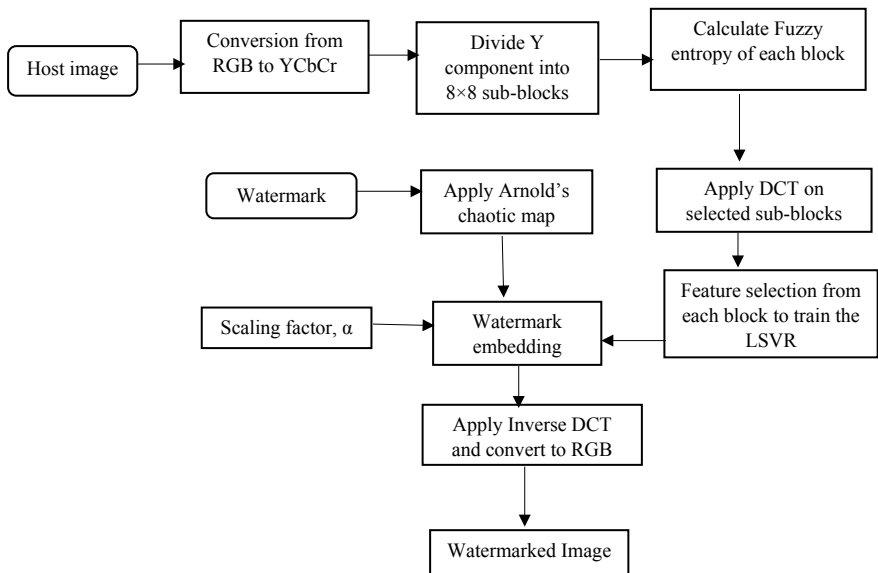 Host image
Conversion from
RGB to YCbCr
Divide Y
component into
8×8 sub-blocks
Calculate Fuzzy
entropy of each block
Watermark
Apply Arnold's
chaotic map
Apply DCT on
selected sub-blocks
Scaling factor, α
Watermark
embedding
Feature selection from
each block to train the
LSVR
Apply Inverse DCT
and convert to RGB
Watermarked Image